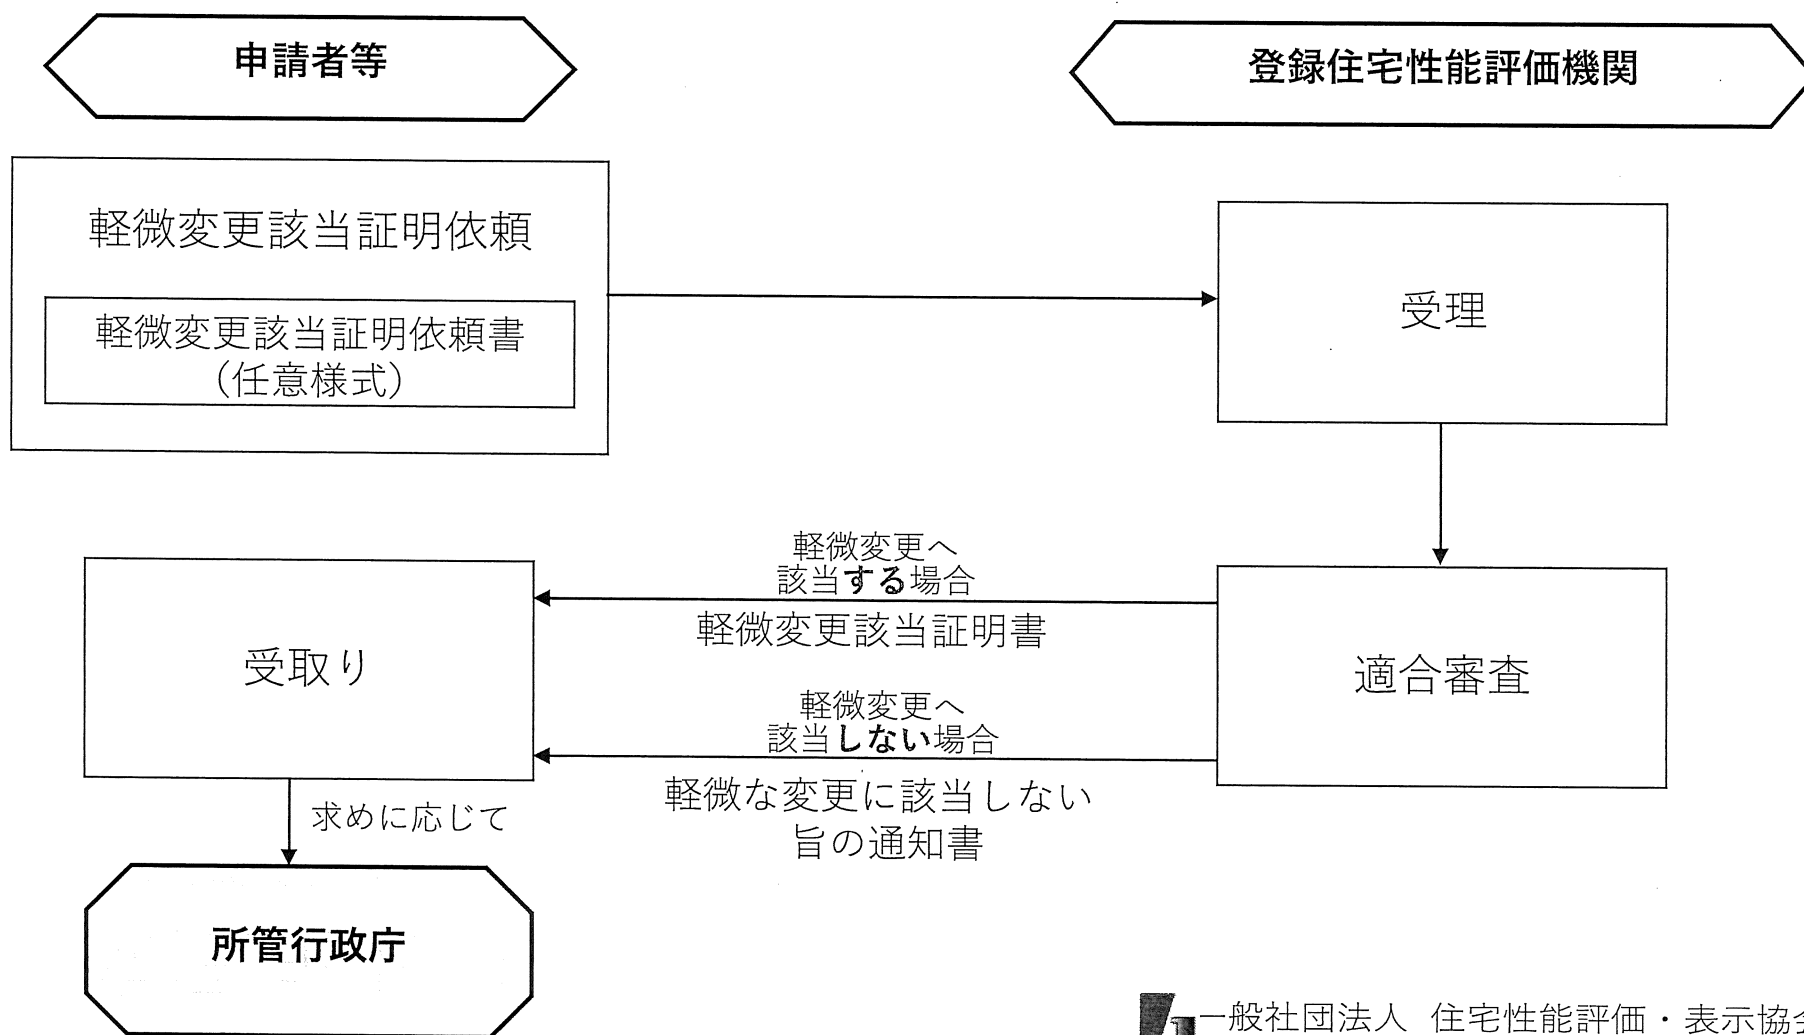 申請者等
登録住宅性能評価機関
軽微変更該当証明依頼
軽微変更該当証明依頼書
(任意様式)
受理
軽微変更へ
該当する場合
軽微変更該当証明書
受取り
適合審査
軽微変更へ
該当しない場合
軽微な変更に該当しない
旨の通知書
求めに応じて
所管行政庁
一般社団法人 住宅性能評価・表示協会